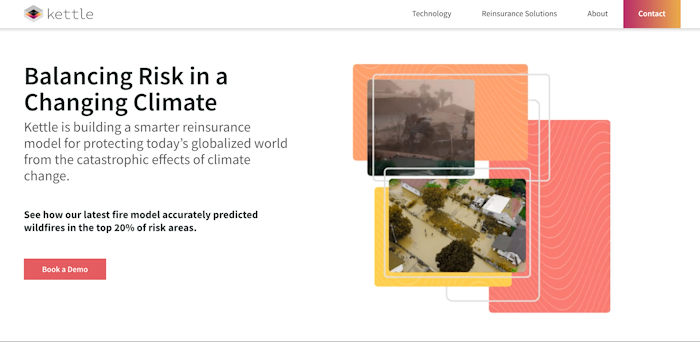 kettle
Technology
Reinsurance Solutions
About
Contact
Balancing Risk in a
Changing Climate
Kettle is building a smarter reinsurance
model for protecting today's globalized world
from the catastrophic effects of climate
change.
See how our latest fire model accurately predicted
wildfires in the top 20% of risk areas.
Book a Demo